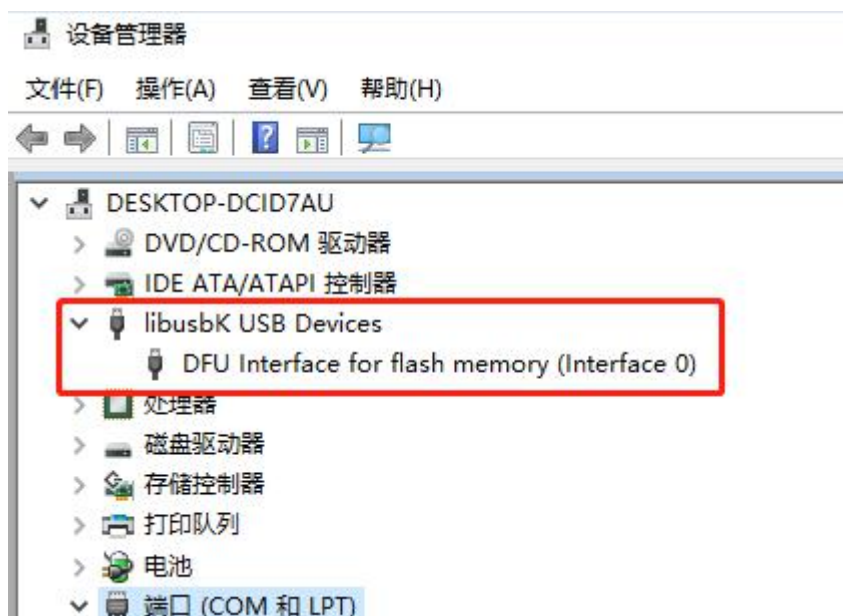 设备管理器
文件(F) 操作(A) 查看(V) 帮助(H)
DESKTOP-DCID7AU
DVD/CD-ROM 驱动器
IDE ATA/ATAPI 控制器
libusbK USB Devices
DFU Interface for flash memory (Interface 0)
处理器
磁盘驱动器
存储控制器
打印队列
电池
端口 (COM 和 LPT)